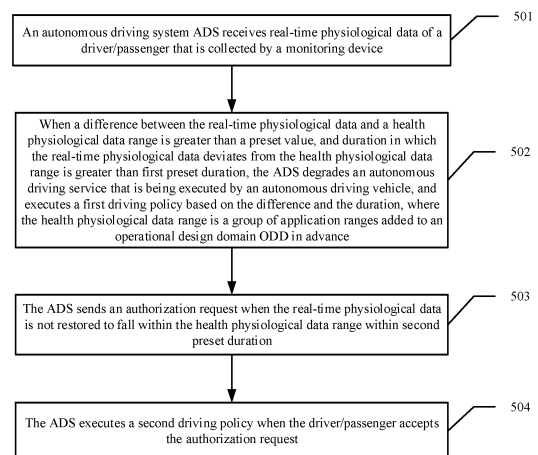 An autonomous driving system ADS receives real-time physiological data of a
driver/passenger that is collected by a monitoring device
501
When a difference between the real-time physiological data and a health
physiological data range is greater than a preset value, and duration in which
the real-time physiological data deviates from the health physiological data
range is greater than first preset duration, the ADS degrades an autonomous
driving service that is being executed by an autonomous driving vehicle, and
executes a first driving policy based on the difference and the duration, where
the health physiological data range is a group of application ranges added to an
operational design domain ODD in advance
502
The ADS sends an authorization request when the real-time physiological data
is not restored to fall within the health physiological data range within second
preset duration
503
The ADS executes a second driving policy when the driver/passenger accepts
the authorization request
504